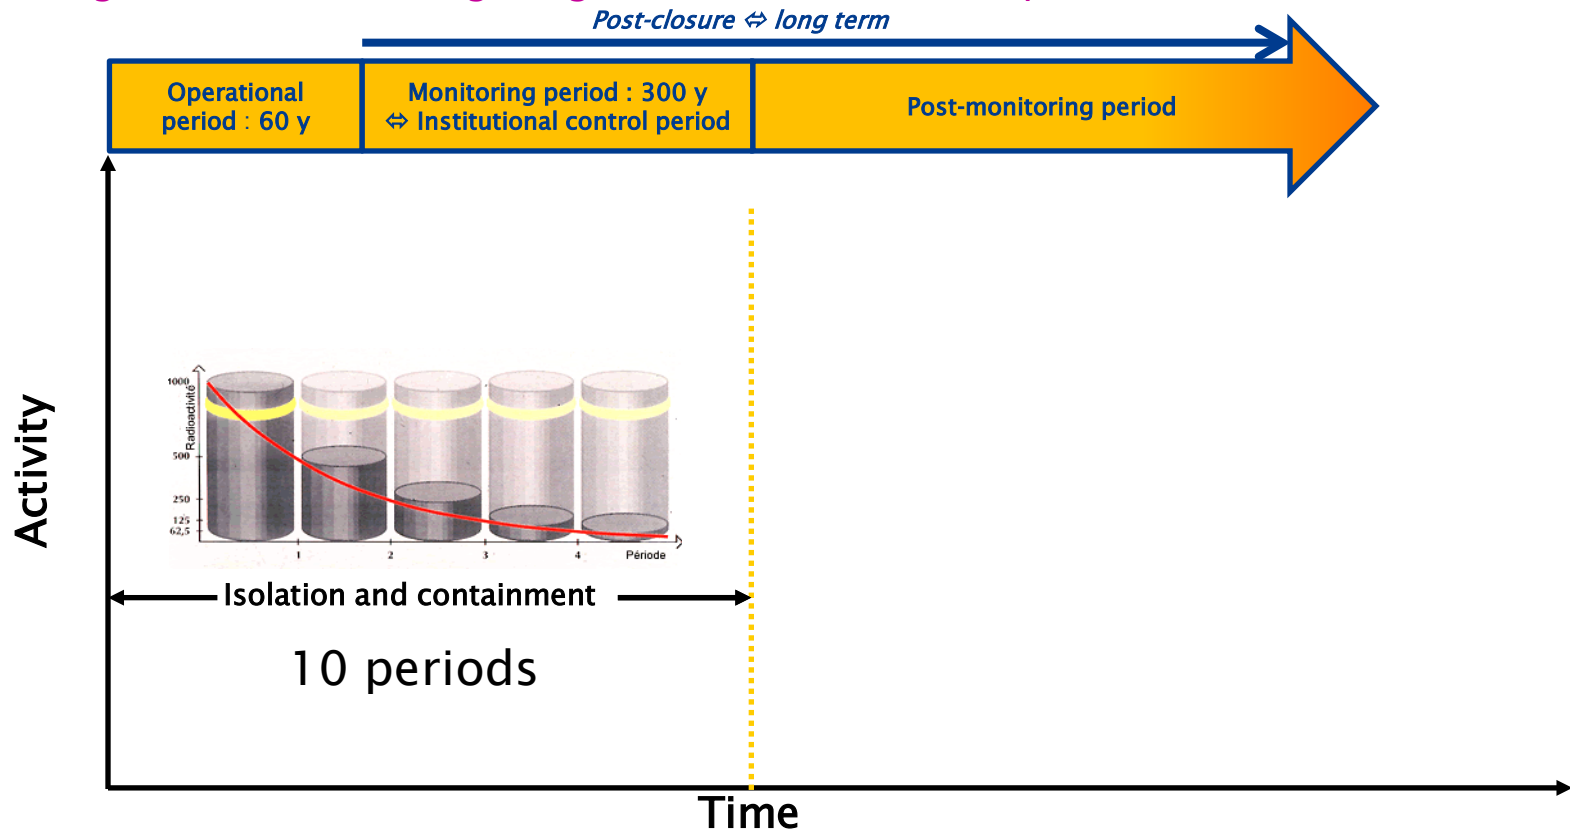 Post-closure ⇔ long term
Operational
period : 60 y
Monitoring period : 300 y
⇔ Institutional control period
Post-monitoring period
Activity
1000
500
250
125
62,5
Radioactivité
1
2
3
4
Période
Isolation and containment
10 periods
Time